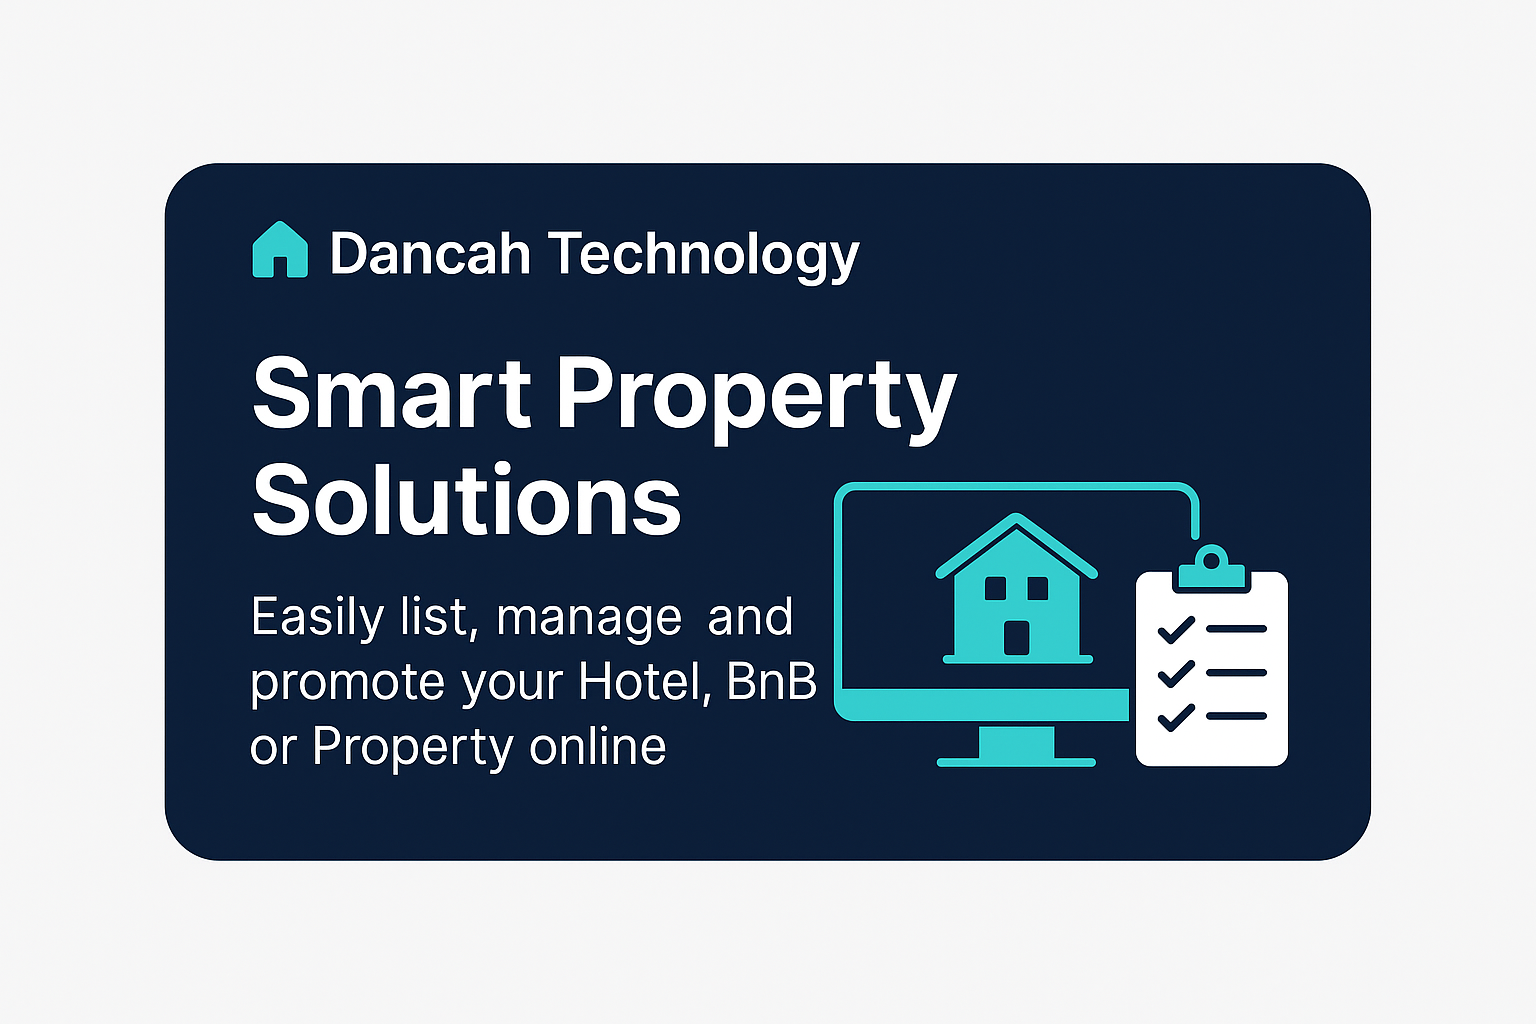 Dancah Technology
Smart Property
Solutions
Easily list, manage and
promote your Hotel, BnB
or Property online